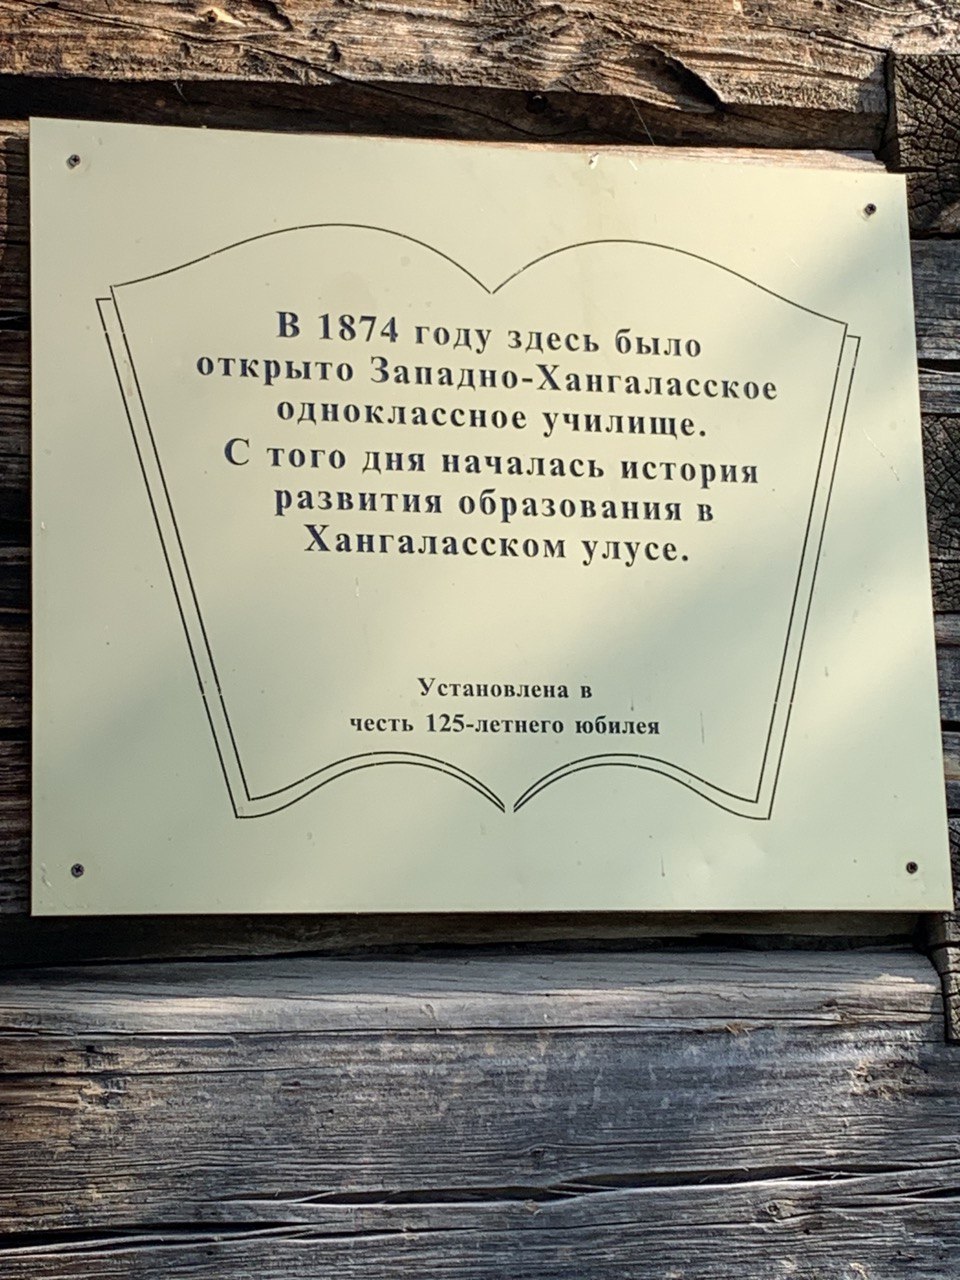 В 1874 году здесь было
открыто Западно-Хангаласское
одноклассное училище.
С того дня началась история
развития образования в
Хангаласском улусе.
Установлена в
честь 125-летнего юбилея